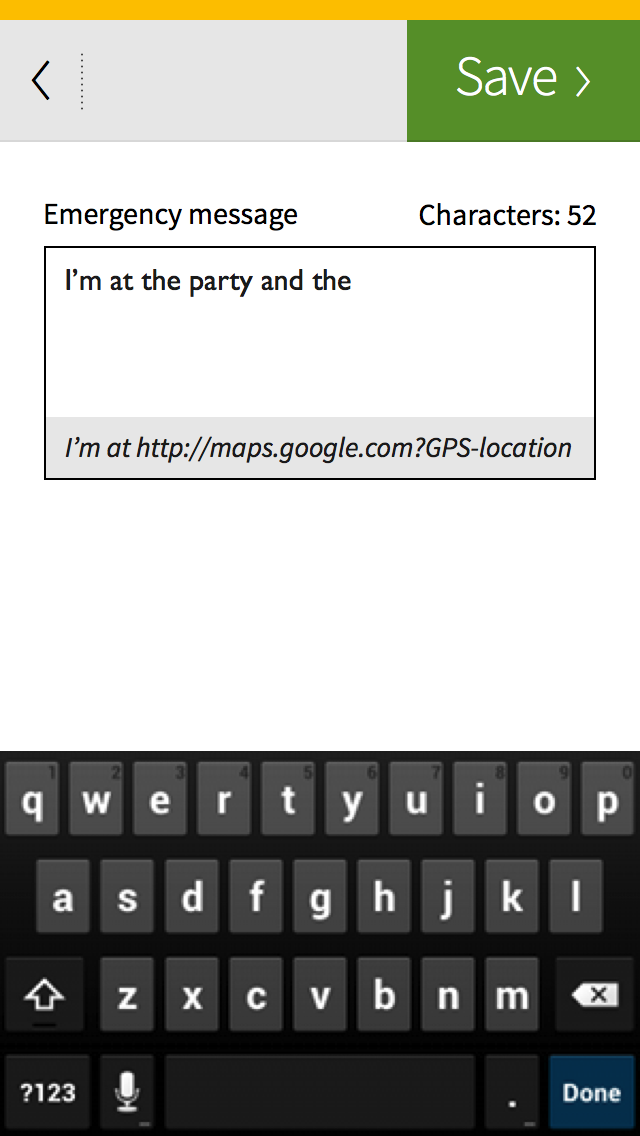 Save
Emergency message Characters: 52
I'm at the party and the
I'm at http://maps.google.com?GPS-location
1 2 3 4 5 6 7 8 9 0
q w e r t y u i o p
a s d f g h j k l
z x c v b n m
?123 . Done